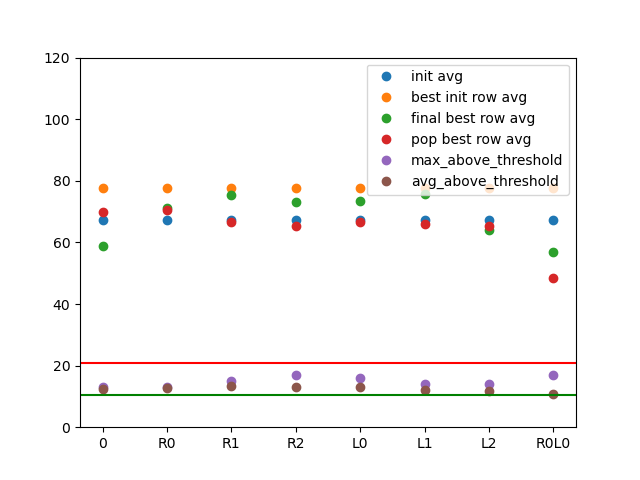 120
100
80
60
40
20
0
init avg
best init row avg
final best row avg
pop best row avg
max_above_threshold
avg_above_threshold
0 R0 R1 R2 L0 L1 L2 R0L0